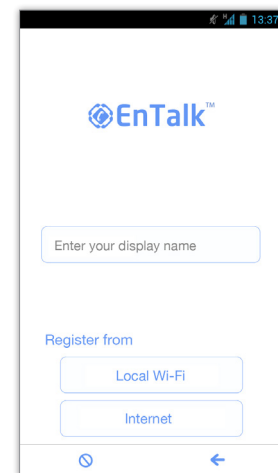 H 13:37
EnTalk™
Enter your display name
Register from
Local Wi-Fi
Internet